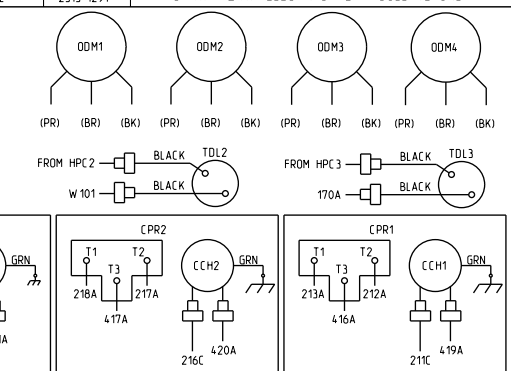 ODM1 ODM2 ODM3 ODM4
(PR) (BR) (BK) (PR) (BR) (BK) (PR) (BR) (BK) (PR) (BR) (BK)
FROM HPC2 BLACK TDL2 FROM HPC3 BLACK TDL3
W101 BLACK 170A BLACK
CPR2 CPR1
GRN T1 T2 CCH2 GRN T1 T2 CCH1 GRN
T3 T3
218A 217A 213A 212A
417A 416A
216C 420A 211C 419A